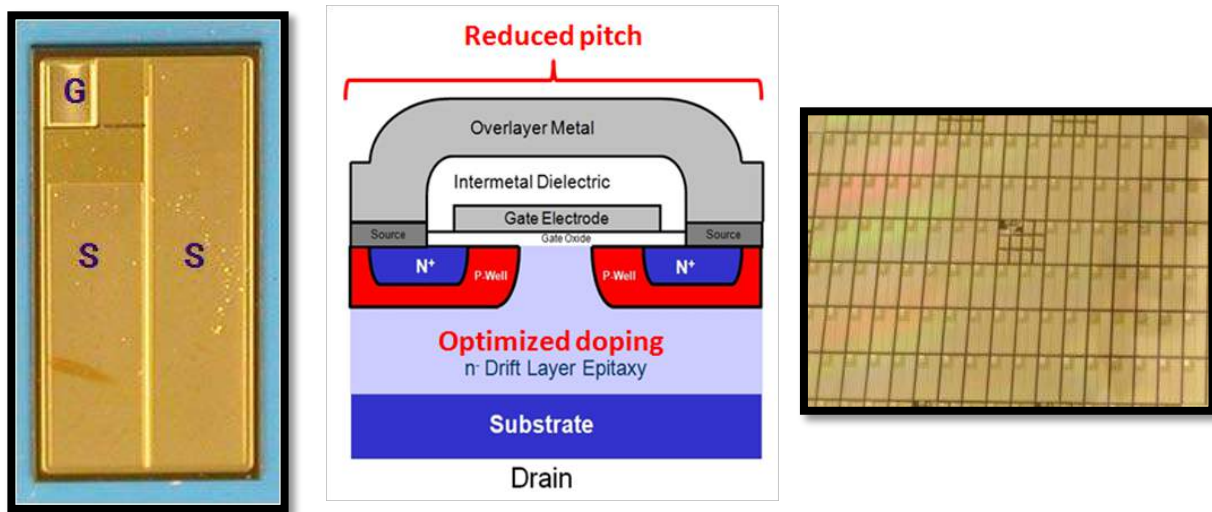 G
S
S
Reduced pitch
Overlayer Metal
Intermetal Dielectric
Gate Electrode
Source
Gate Oxide
Source
N+
P-Well
P-Well
N+
Optimized doping
n- Drift Layer Epitaxy
Substrate
Drain